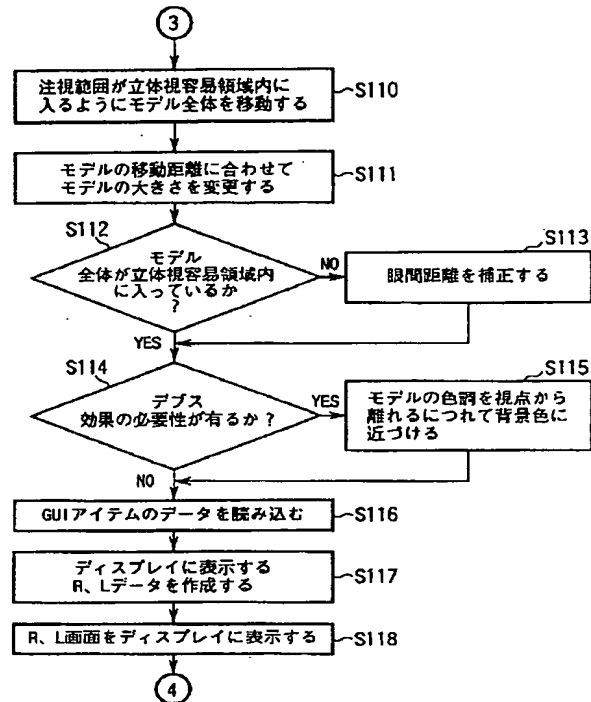 3
注視範囲が立体視容易領域内に
入るようにモデル全体を移動する
S110
モデルの移動距離に合わせて
モデルの大きさを変更する
S111
S112
モデル
全体が立体視容易領域内
に入っているか
?
NO
S113
眼間距離を補正する
YES
S114
デプス
効果の必要性が有るか?
YES
S115
モデルの色調を視点から
離れるにつれて背景色に
近づける
NO
GUIアイテムのデータを読み込む
S116
ディスプレイに表示する
R、Lデータを作成する
S117
R、L画面をディスプレイに表示する
S118
4